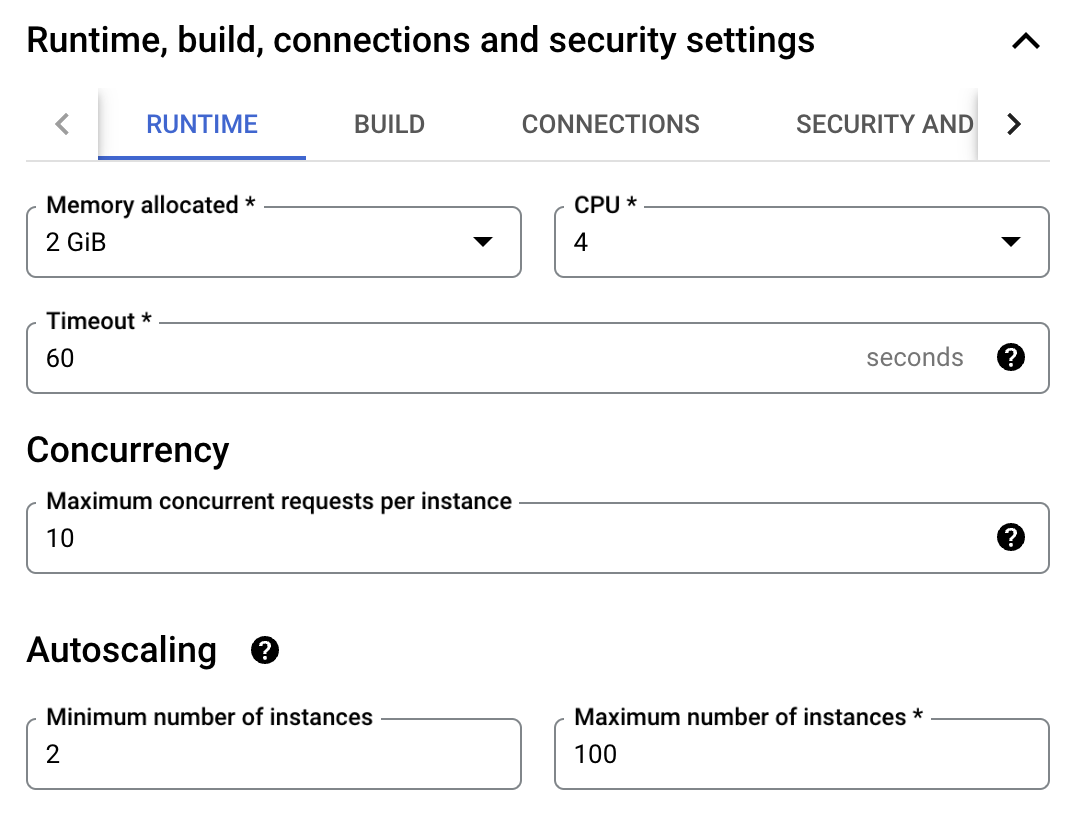 Runtime, build, connections and security settings
RUNTIME BUILD CONNECTIONS SECURITY AND
Memory allocated * CPU *
2 GiB 4
Timeout *
60 seconds
Concurrency
Maximum concurrent requests per instance
10
Autoscaling
Minimum number of instances Maximum number of instances *
2 100